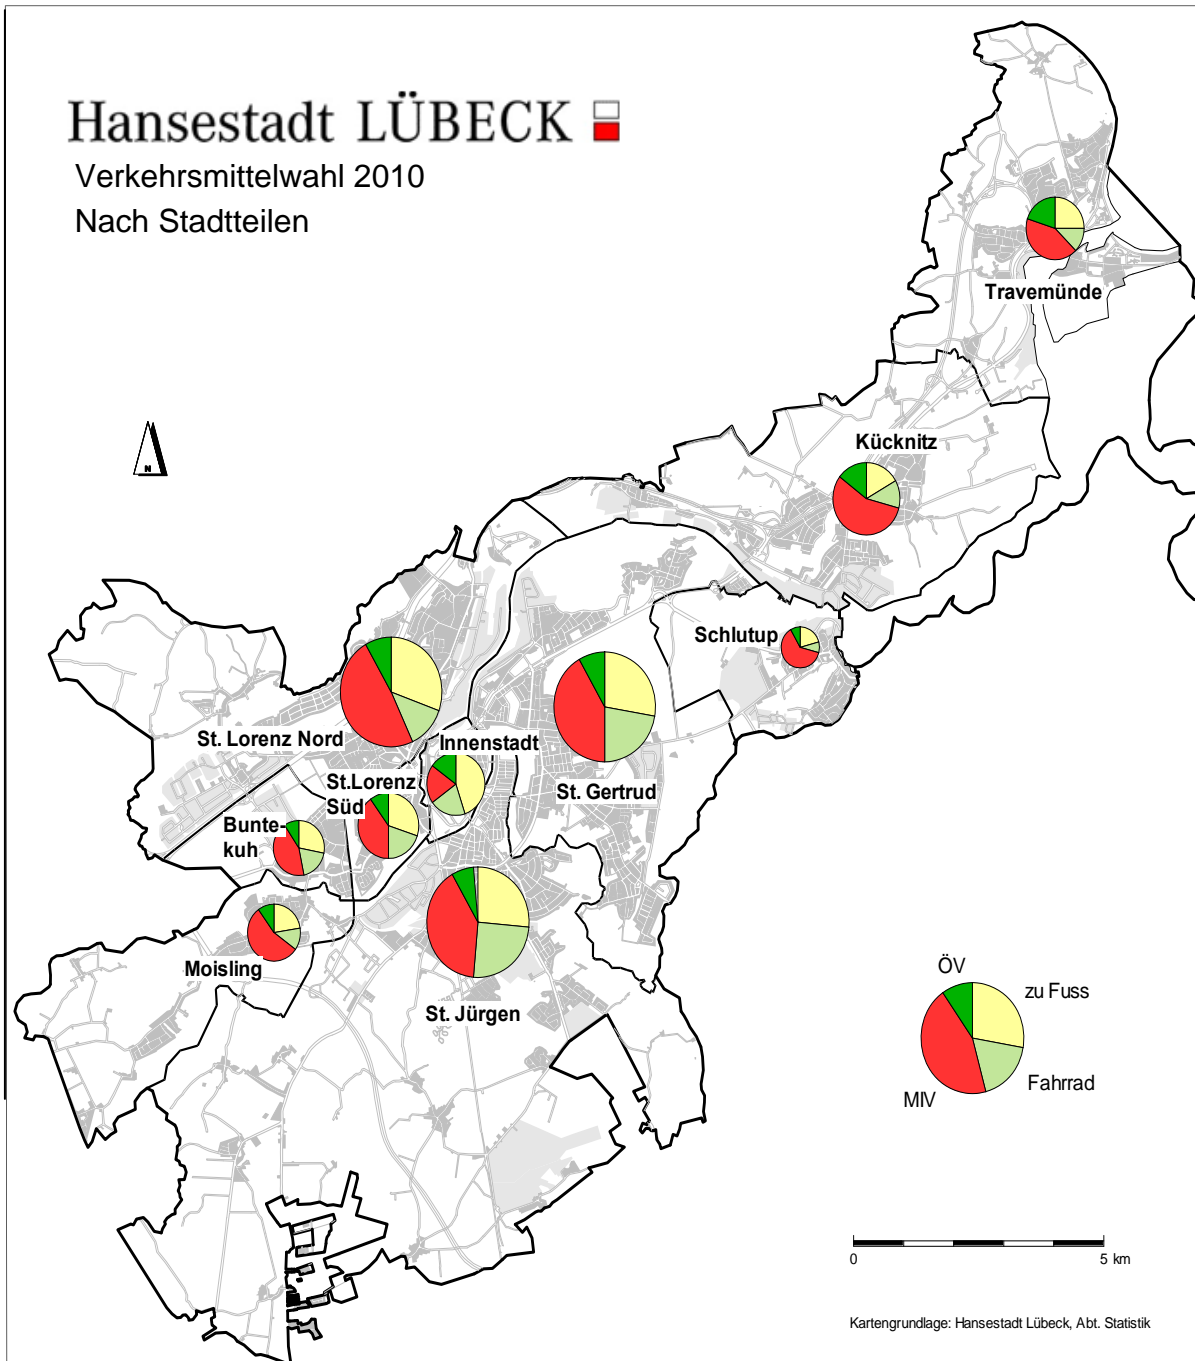 Hansestadt LÜBECK
Verkehrsmittelwahl 2010
Nach Stadtteilen
Travemünde
Kücknitz
N
Schlutup
St. Lorenz Nord
Innenstadt
St.Lorenz
Süd
St. Gertrud
Bunte-
kuh
Moisling
St. Jürgen
ÖV
zu Fuss
Fahrrad
MIV
0 5 km
Kartengrundlage: Hansestadt Lübeck, Abt. Statistik